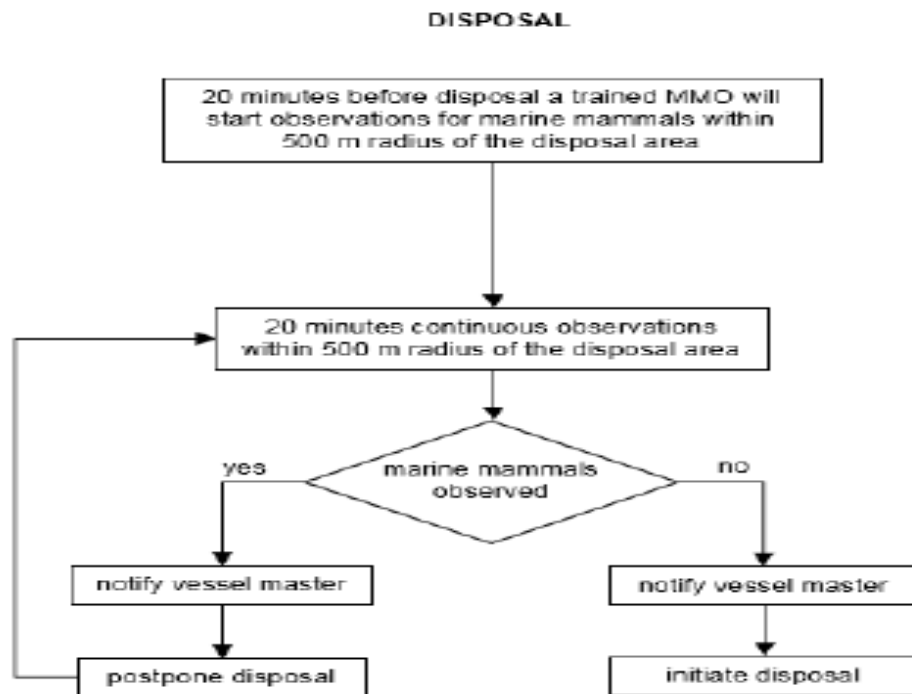 DISPOSAL
20 minutes before disposal a trained MMO will
start observations for marine mammals within
500 m radius of the disposal area
20 minutes continuous observations
within 500 m radius of the disposal area
marine mammals
observed
yes
no
notify vessel master
notify vessel master
postpone disposal
initiate disposal